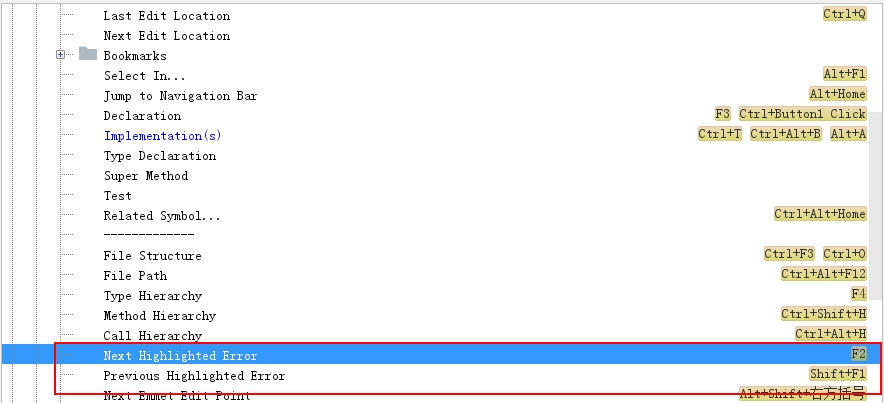 Last Edit Location Ctrl+Q
Next Edit Location
Bookmarks
Select In... Alt+F1
Jump to Navigation Bar Alt+Home
Declaration F3 Ctrl+Button1 Click
Implementation(s) Ctrl+T Ctrl+Alt+B Alt+A
Type Declaration
Super Method
Test
Related Symbol... Ctrl+Alt+Home
-------------
File Structure Ctrl+F3 Ctrl+O
File Path Ctrl+Alt+F12
Type Hierarchy F4
Method Hierarchy Ctrl+Shift+H
Call Hierarchy Ctrl+Alt+H
Next Highlighted Error F2
Previous Highlighted Error Shift+F1
Next Emmet Edit Point Alt+Shift+右方括号